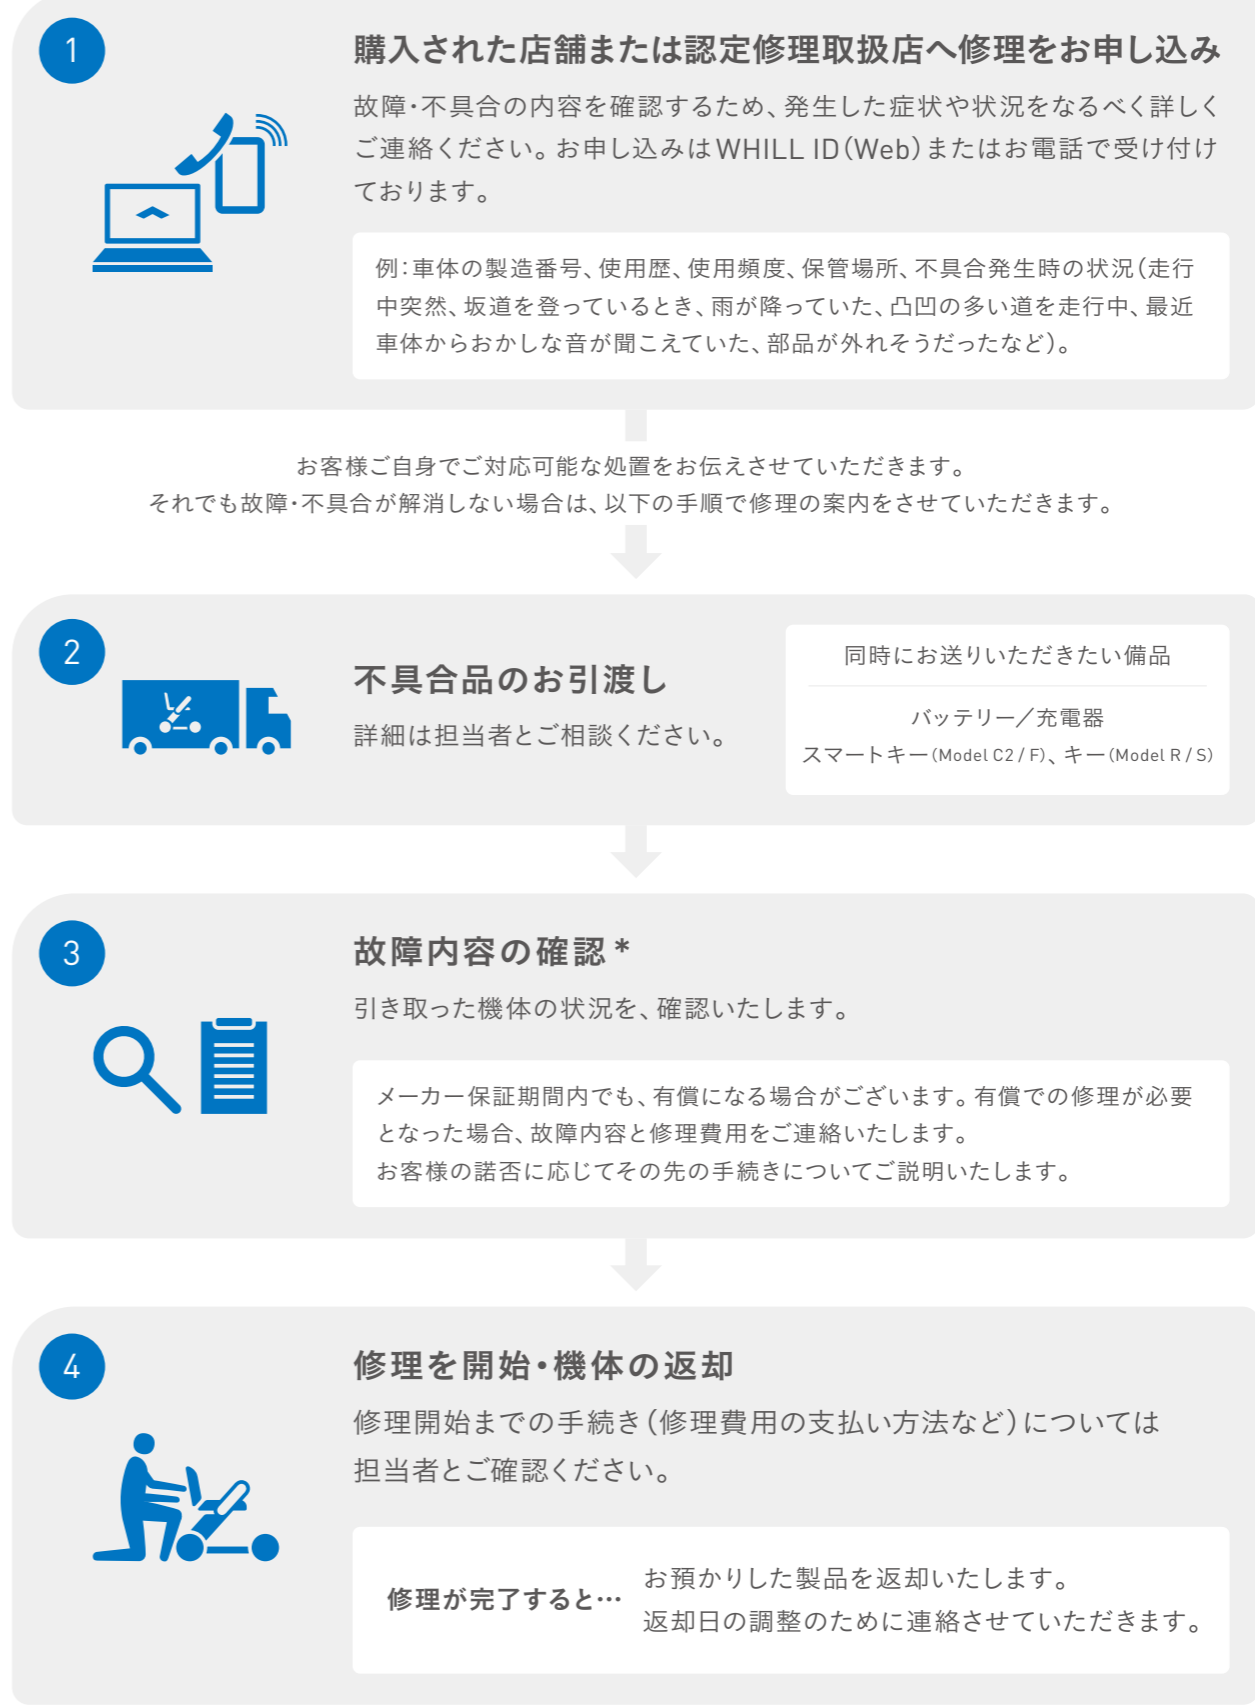 1
購入された店舗または認定修理取扱店へ修理をお申し込み
故障・不具合の内容を確認するため、発生した症状や状況をなるべく詳しく
ご連絡ください。お申し込みはWHILL ID(Web)またはお電話で受け付け
ております。
例:車体の製造番号、使用歴、使用頻度、保管場所、不具合発生時の状況(走行
中突然、坂道を登っているとき、雨が降っていた、凸凹の多い道を走行中、最近
車体からおかしな音が聞こえていた、部品が外れそうだったなど)。
お客様ご自身でご対応可能な処置をお伝えさせていただきます。
それでも故障・不具合が解消しない場合は、以下の手順で修理の案内をさせていただきます。
2
不具合品のお引渡し
詳細は担当者とご相談ください。
同時にお送りいただきたい備品
バッテリー/充電器
スマートキー(Model C2 / F)、キー(Model R / S)
3
故障内容の確認*
引き取った機体の状況を、確認いたします。
メーカー保証期間内でも、有償になる場合がございます。有償での修理が必要
となった場合、故障内容と修理費用をご連絡いたします。
お客様の諾否に応じてその先の手続きについてご説明いたします。
4
修理を開始・機体の返却
修理開始までの手続き(修理費用の支払い方法など)については
担当者とご確認ください。
修理が完了すると…
お預かりした製品を返却いたします。
返却日の調整のために連絡させていただきます。